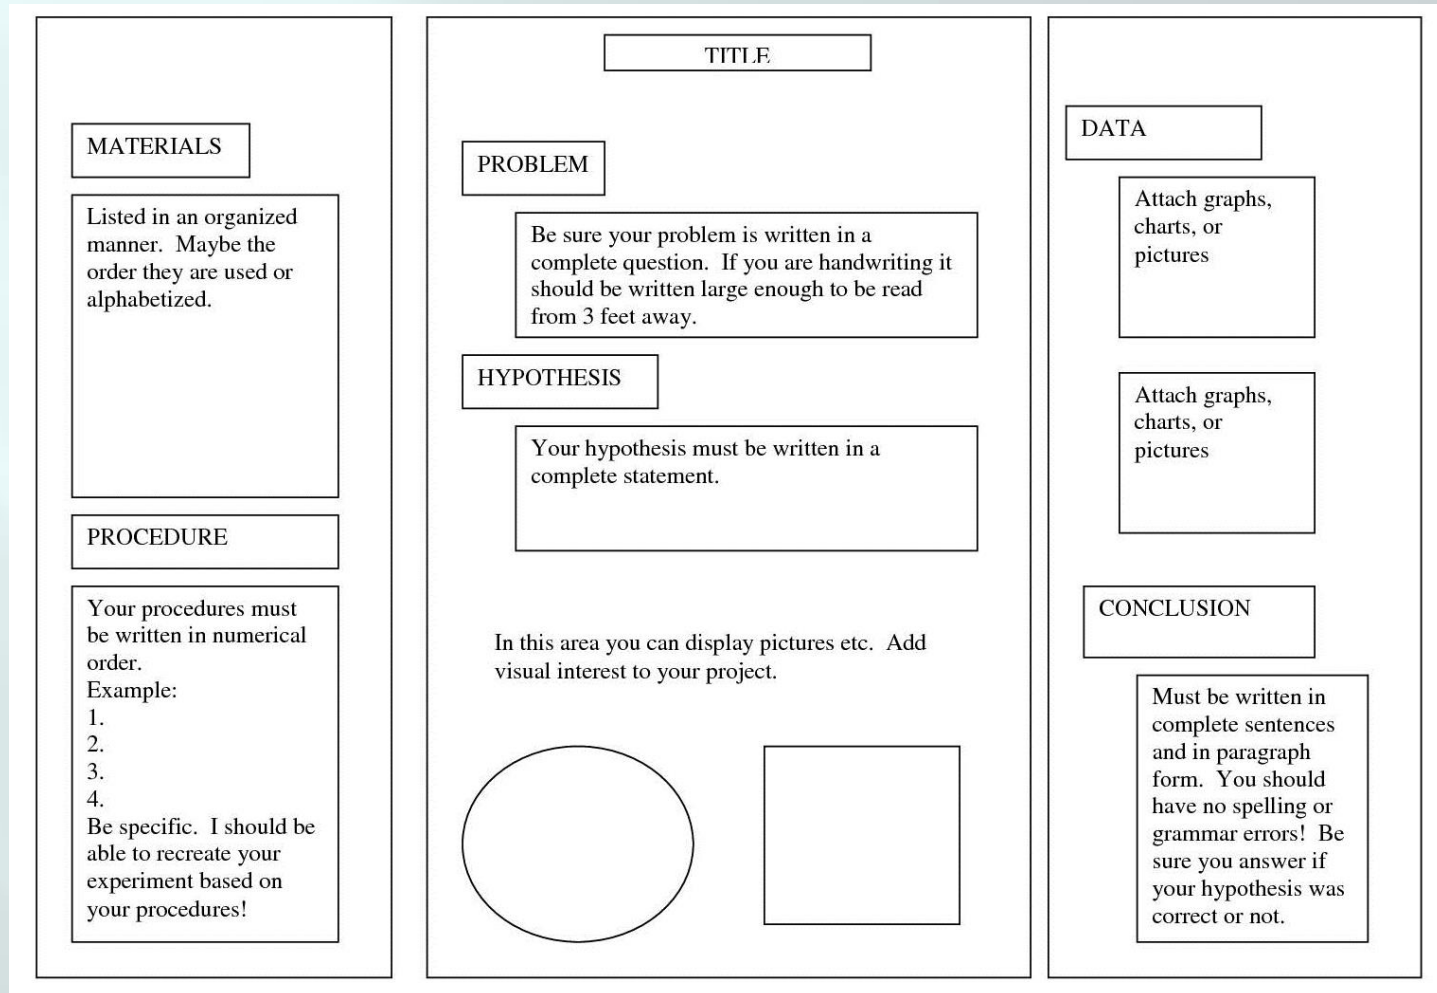 MATERIALS
Listed in an organized
manner.  Maybe the
order they are used or
alphabetized.
PROCEDURE
Your procedures must
be written in numerical
order.
Example:
1.
2.
3.
4.
Be specific.  I should be
able to recreate your
experiment based on
your procedures!
TITLE
PROBLEM
Be sure your problem is written in a
complete question.  If you are handwriting it
should be written large enough to be read
from 3 feet away.
HYPOTHESIS
Your hypothesis must be written in a
complete statement.
In this area you can display pictures etc.  Add
visual interest to your project.
DATA
Attach graphs,
charts, or
pictures
Attach graphs,
charts, or
pictures
CONCLUSION
Must be written in
complete sentences
and in paragraph
form.  You should
have no spelling or
grammar errors!  Be
sure you answer if
your hypothesis was
correct or not.